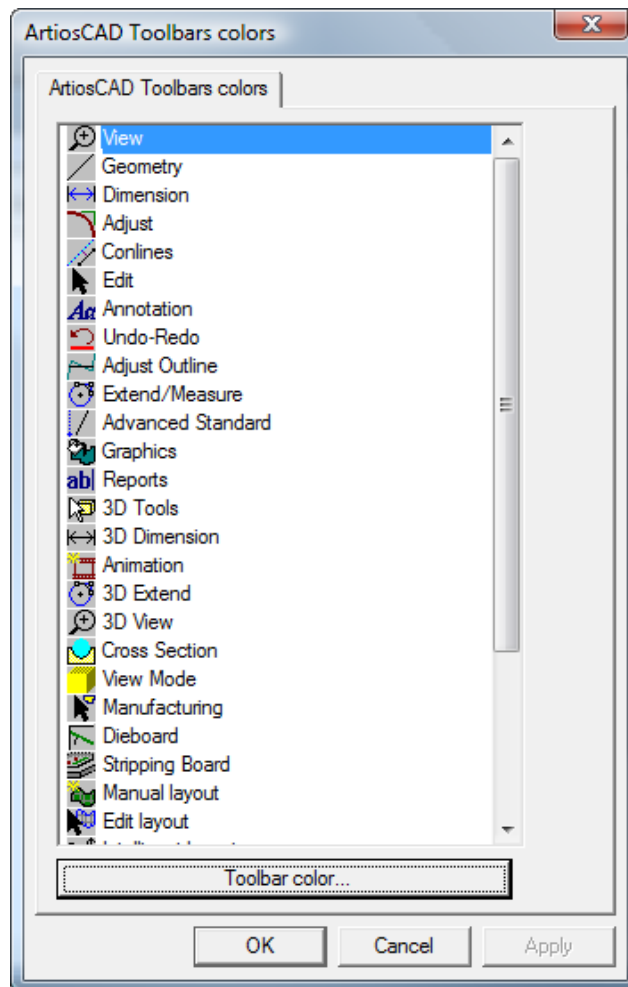 ArtiosCAD Toolbars colors
ArtiosCAD Toolbars colors
View
Geometry
Dimension
Adjust
Conlines
Edit
Aa Annotation
Undo-Redo
Adjust Outline
Extend/Measure
Advanced Standard
Graphics
ab| Reports
3D Tools
3D Dimension
Animation
3D Extend
3D View
Cross Section
View Mode
Manufacturing
Dieboard
Stripping Board
Manual layout
Edit layout
Toolbar color...
OK Cancel Apply